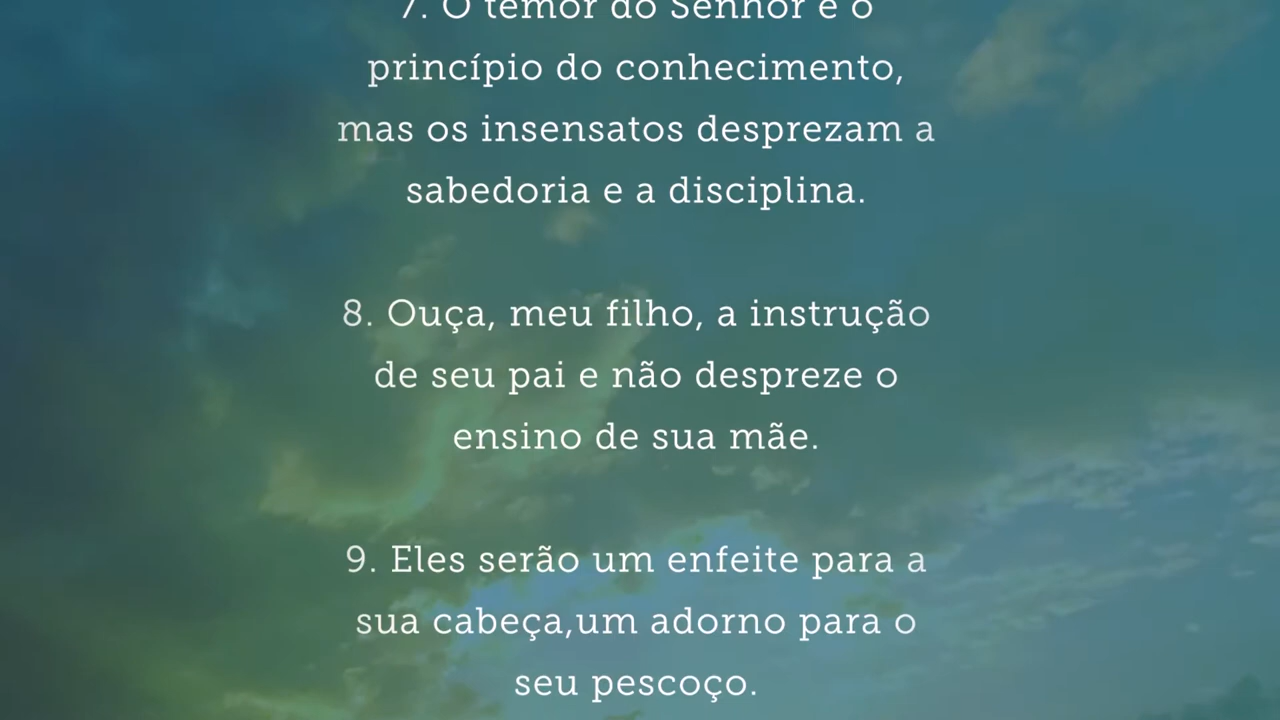 7. O temor do Senhor é o
princípio do conhecimento,
mas os insensatos desprezam a
sabedoria e a disciplina.
8. Ouça, meu filho, a instrução
de seu pai e não despreze o
ensino de sua mãe.
9. Eles serão um enfeite para a
sua cabeça,um adorno para o
seu pescoço.